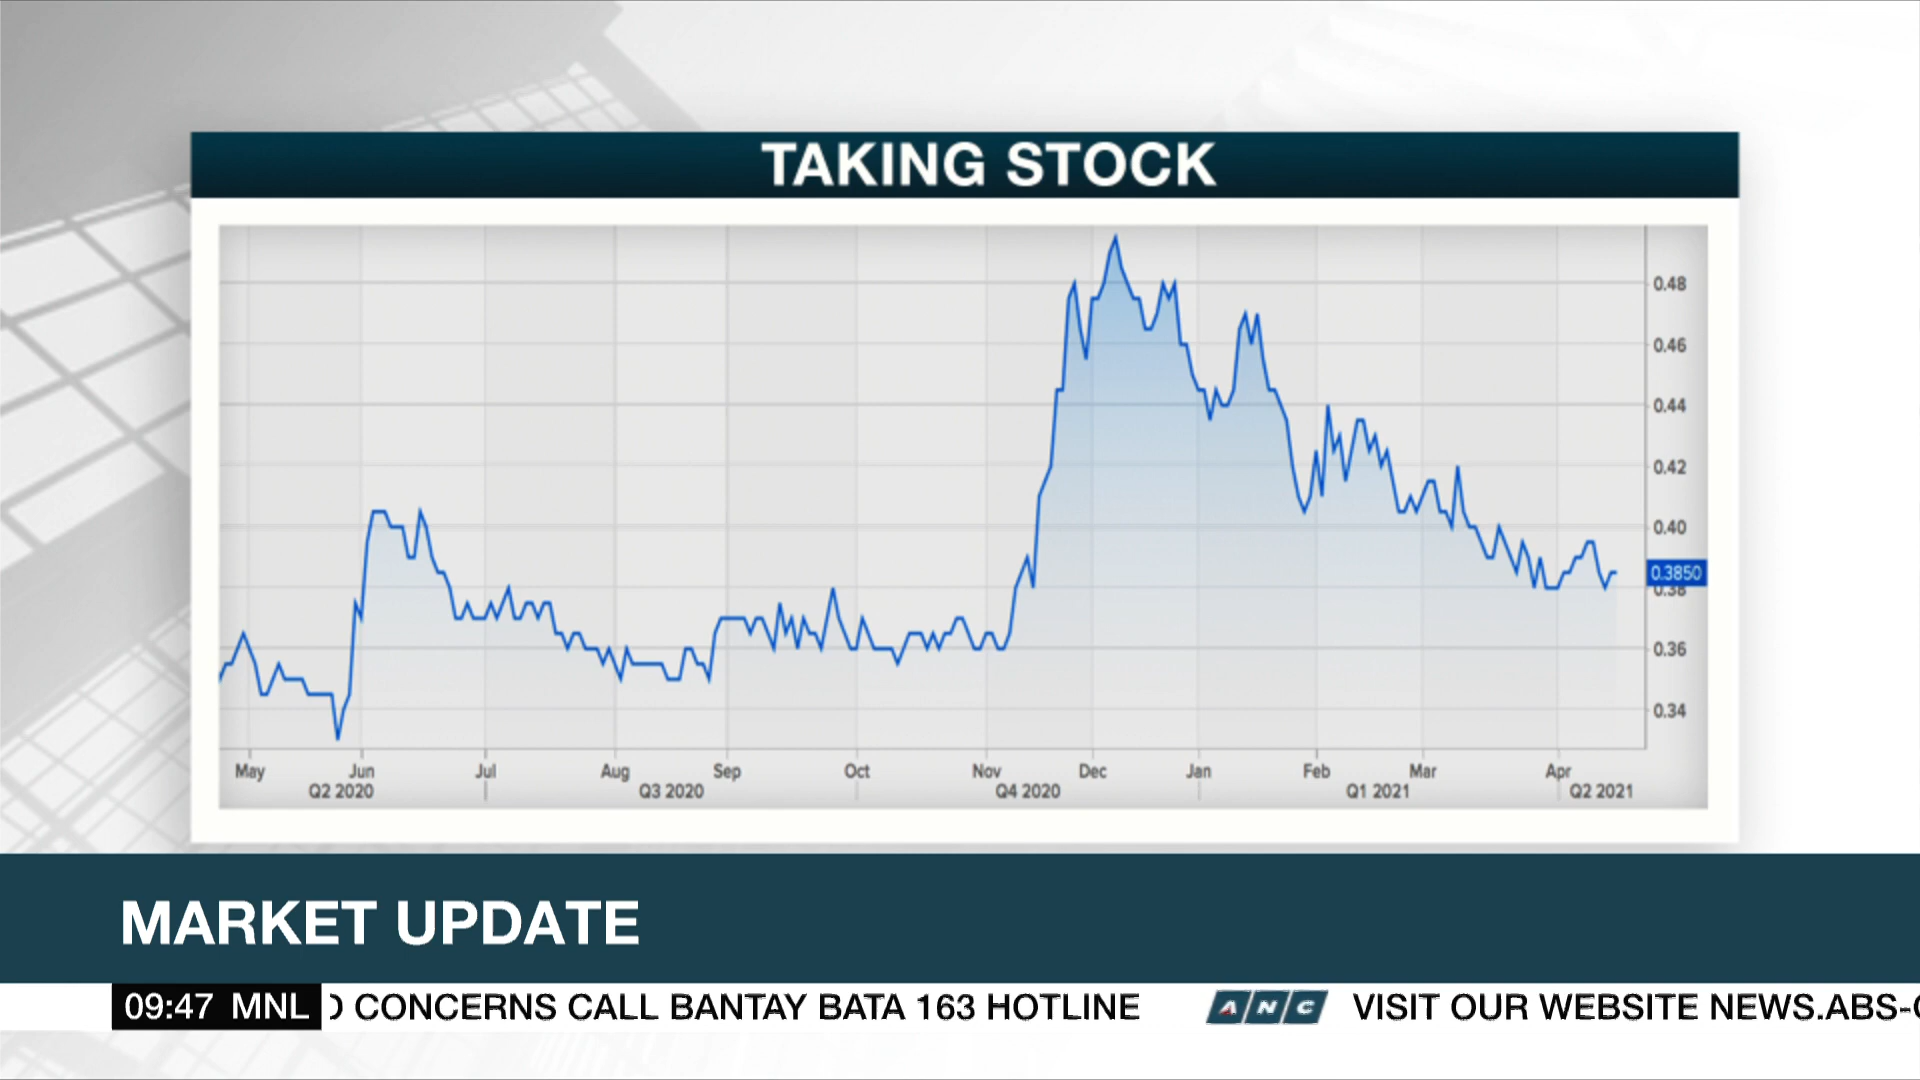 TAKING STOCK
0.48
0.46
0.44
0.42
0.40
0.3850
0.38
0.36
0.34
May Jun Jul Aug Sep Oct Nov Dec Jan Feb Mar Apr
Q2 2020 Q3 2020 Q4 2020 Q1 2021 Q2 2021
MARKET UPDATE
09:47 MNL CONCERNS CALL BANTAY BATA 163 HOTLINE ANC VISIT OUR WEBSITE NEWS.ABS-